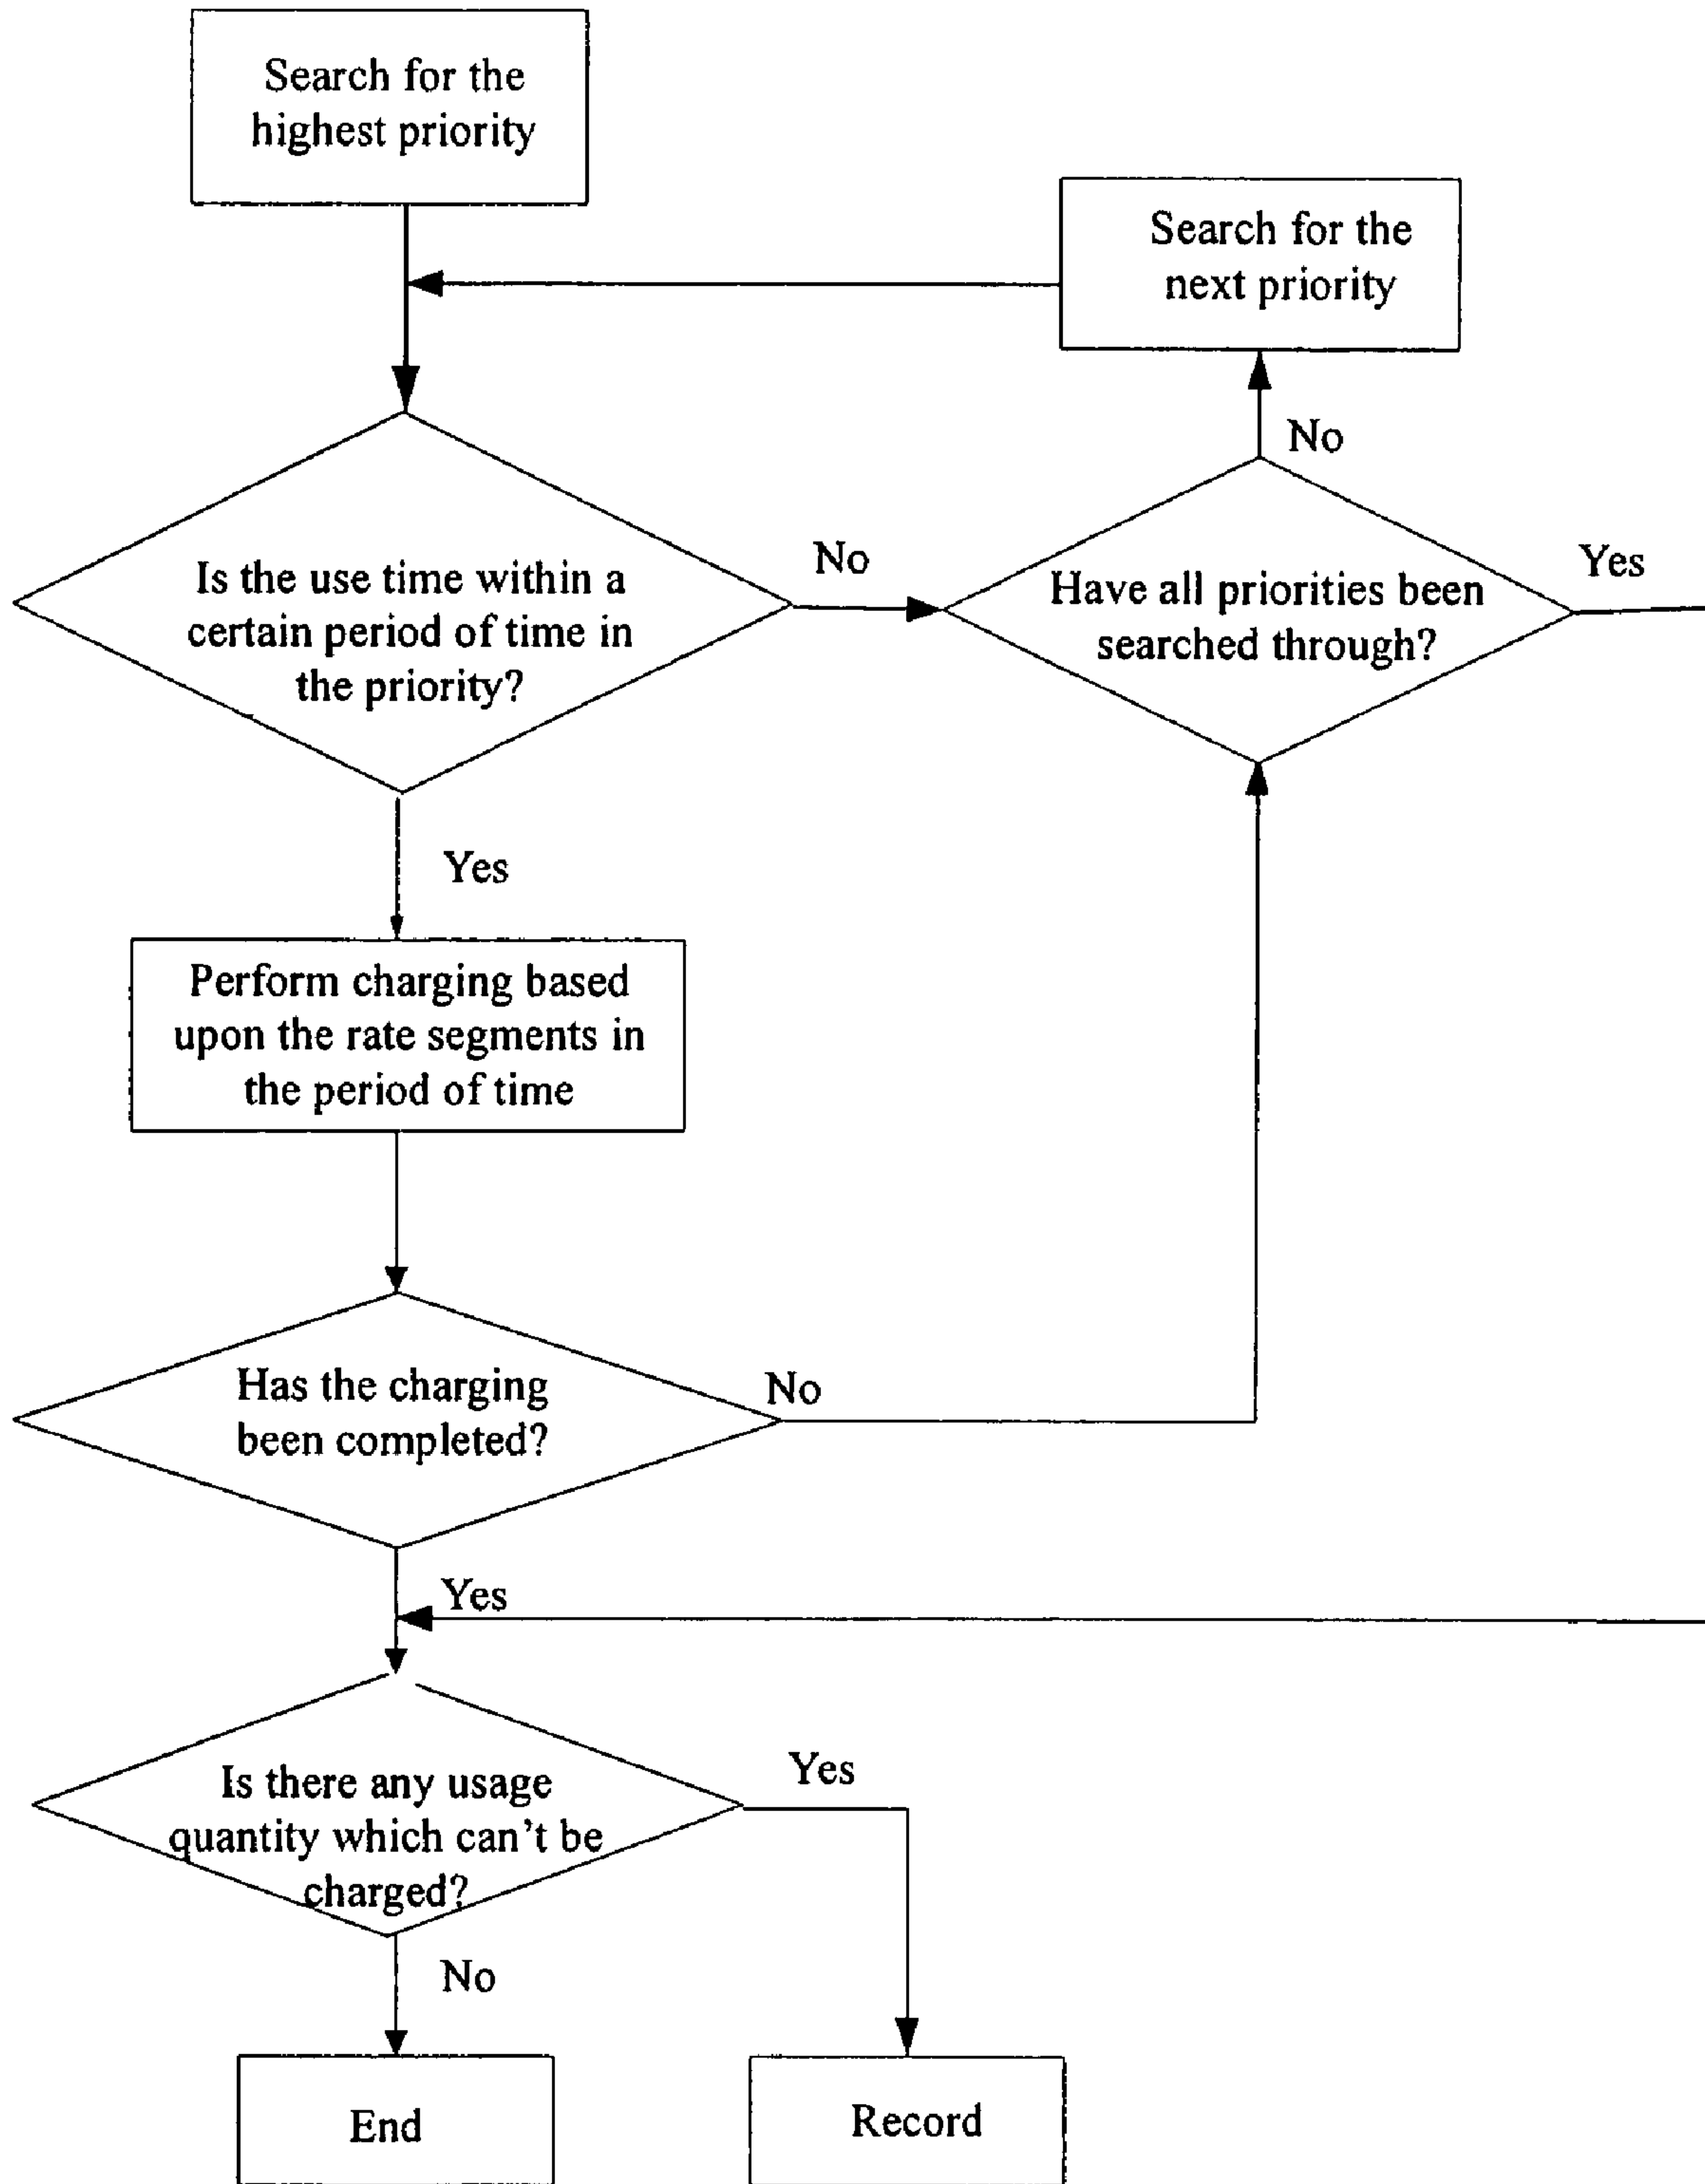 Search for the
highest priority
Search for the
next priority
No
Is the use time within a
certain period of time in
the priority?
No
Have all priorities been
searched through?
Yes
Yes
Perform charging based
upon the rate segments in
the period of time
Has the charging
been completed?
No
Yes
Is there any usage
quantity which can't be
charged?
Yes
No
End
Record